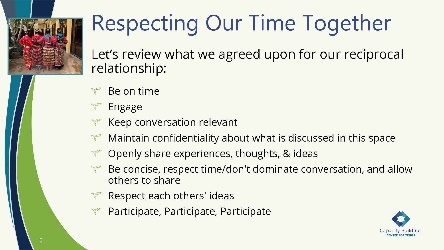 Respecting Our Time Together
Let's review what we agreed upon for our reciprocal
relationship:
Be on time
Engage
Keep conversation relevant
Maintain confidentiality about what is discussed in this space
Openly share experiences, thoughts, & ideas
Be concise, respect time/don't dominate conversation, and allow
others to share
Respect each others' ideas
Participate, Participate, Participate
Capacity Building